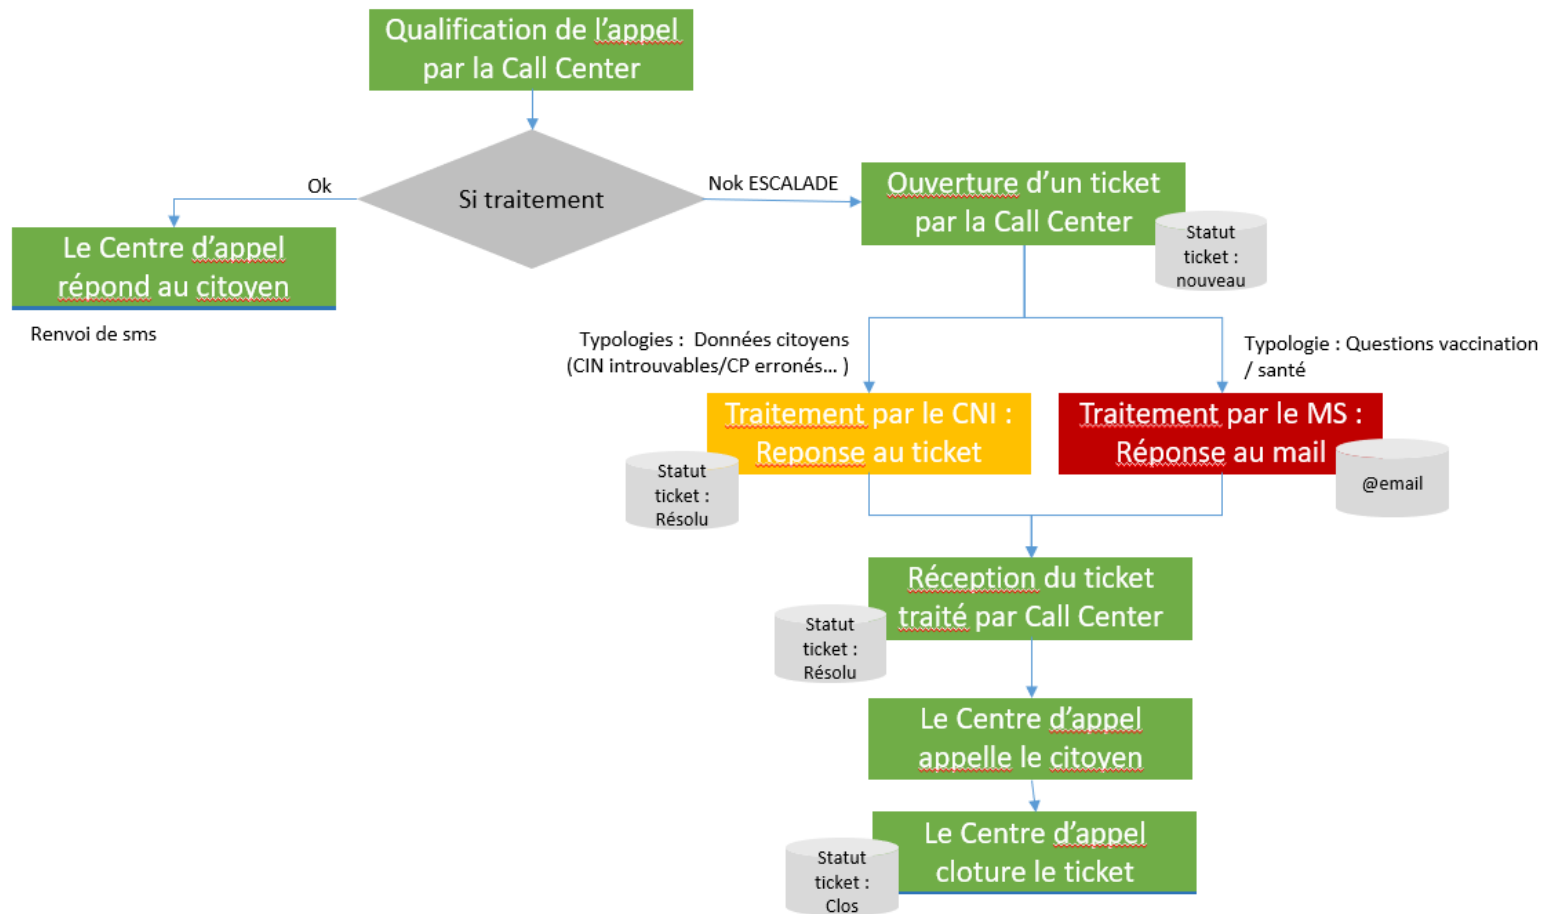 Qualification de l'appel
par la Call Center
Si traitement
Ok
Nok ESCALADE
Le Centre d'appel
répond au citoyen
Renvoi de sms
Ouverture d'un ticket
par la Call Center
Statut
ticket :
nouveau
Typologies :  Données citoyens
(CIN introuvables/CP erronés... )
Typologie : Questions vaccination
/ santé
Traitement par le CNI :
Reponse au ticket
Statut
ticket :
Résolu
Traitement par le MS :
Réponse au mail
@email
Réception du ticket
traité par Call Center
Statut
ticket :
Résolu
Le Centre d'appel
appelle le citoyen
Le Centre d'appel
cloture le ticket
Statut
ticket :
Clos